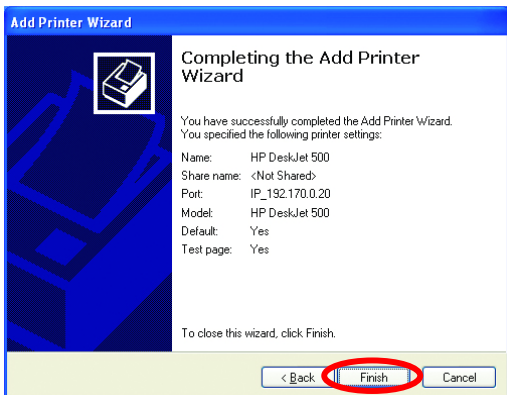 Add Printer Wizard
Completing the Add Printer
Wizard
You have successfully completed the Add Printer Wizard.
You specified the following printer settings:
Name: HP DeskJet 500
Share name: <Not Shared>
Port: IP_192.170.0.20
Model: HP DeskJet 500
Default: Yes
Test page: Yes
To close this wizard, click Finish.
< Back Finish Cancel